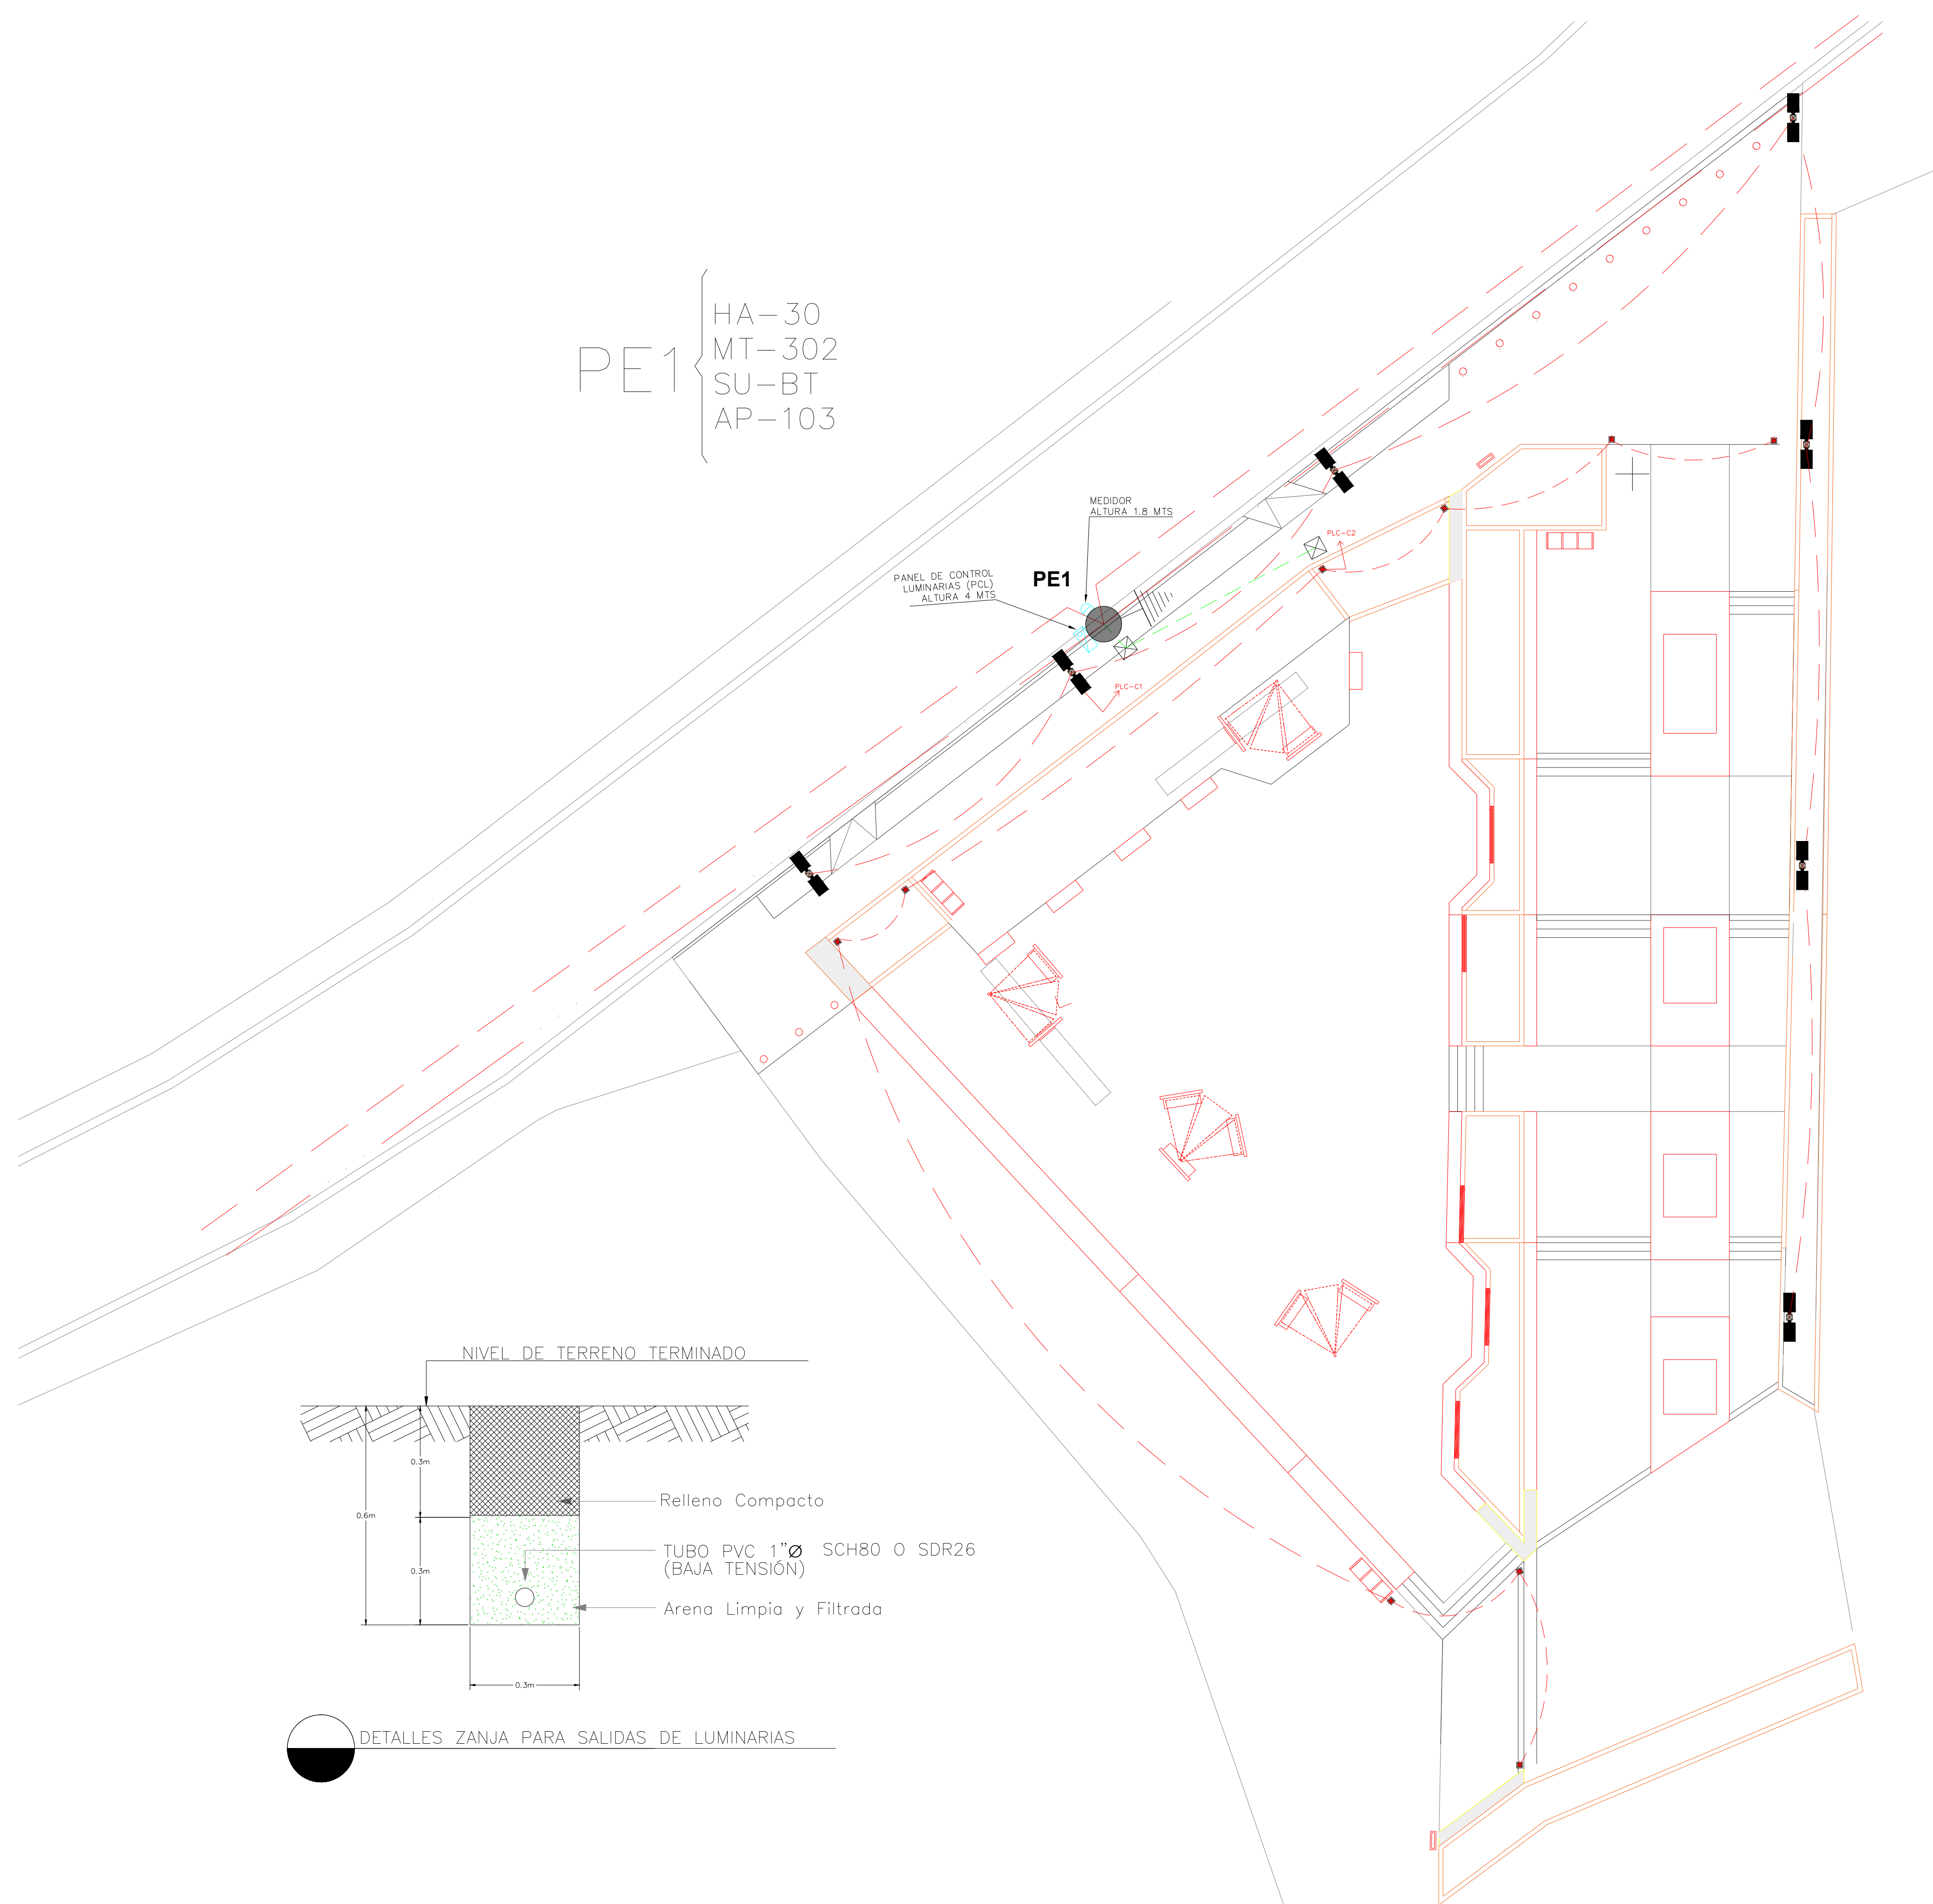 PE1
HA-30
MT-302
SU-BT
AP-103
MEDIDOR
ALTURA 1.8 MTS
PE1
PANEL DE CONTROL
LUMINARIAS (PCL)
ALTURA 4 MTS
PLC-C2
PLC-C1
NIVEL DE TERRENO TERMINADO
0.3m
0.6m
0.3m
Relleno Compacto
TUBO PVC 1"Ø SCH80 O SDR26
(BAJA TENSIÓN)
Arena Limpia y Filtrada
0.3m
DETALLES ZANJA PARA SALIDAS DE LUMINARIAS